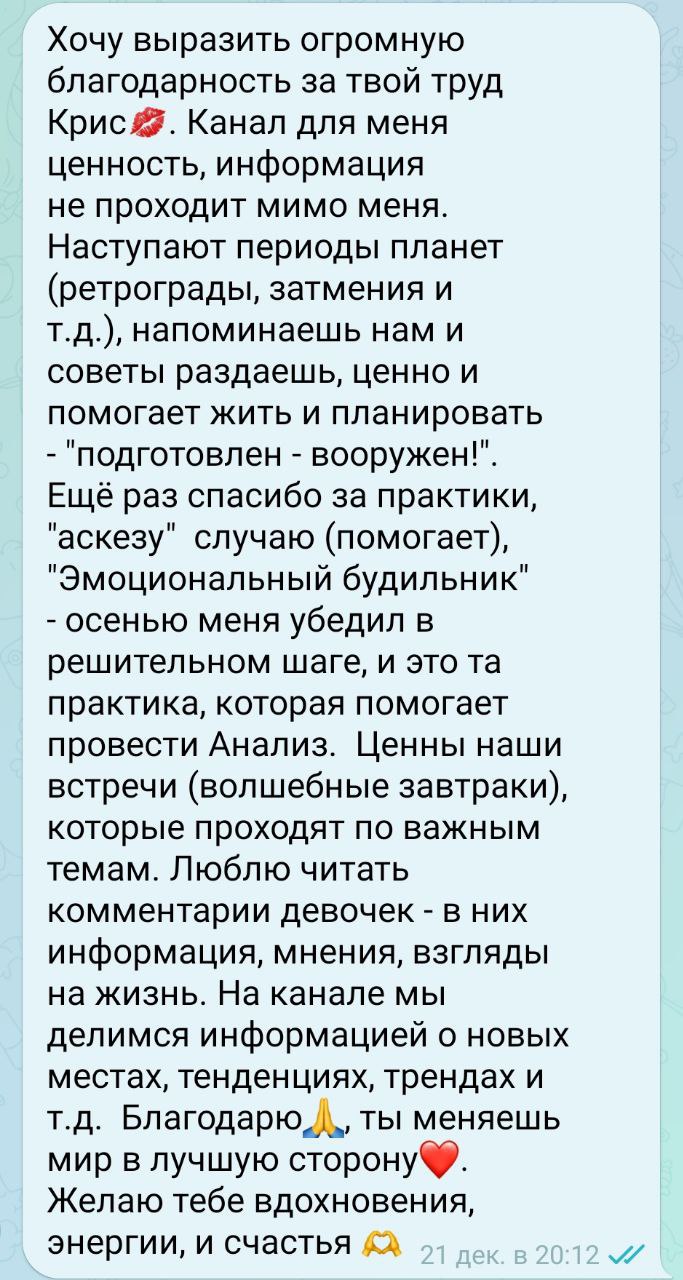 Хочу выразить огромную
благодарность за твой труд
Крис💋. Канал для меня
ценность, информация
не проходит мимо меня.
Наступают периоды планет
(ретрограды, затмения и
т.д.), напоминаешь нам и
советы раздаешь, ценно и
помогает жить и планировать
- "подготовлен - вооружен!".
Ещё раз спасибо за практики,
"аскезу"  случаю (помогает),
"Эмоциональный будильник"
- осенью меня убедил в
решительном шаге, и это та
практика, которая помогает
провести Анализ.  Ценны наши
встречи (волшебные завтраки),
которые проходят по важным
темам. Люблю читать
комментарии девочек - в них
информация, мнения, взгляды
на жизнь. На канале мы
делимся информацией о новых
местах, тенденциях, трендах и
т.д.  Благодарю🙏, ты меняешь
мир в лучшую сторону❤️.
Желаю тебе вдохновения,
энергии, и счастья 🫶 21 дек. в 20:12